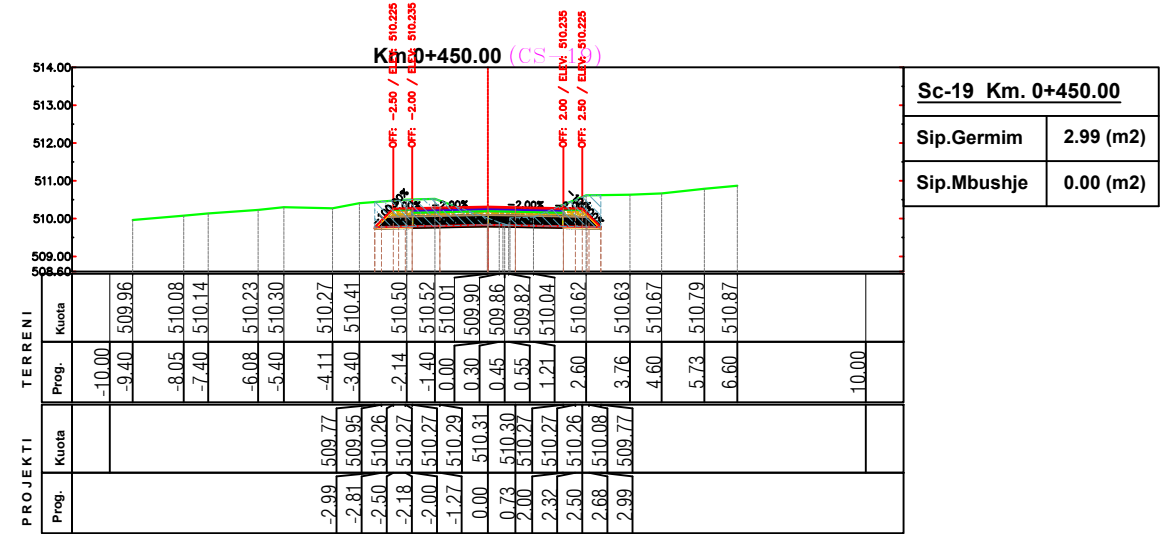 OFF: -2.50 / ELEV: 510.225
OFF: -2.00 / ELEV: 510.235
OFF: 2.00 / ELEV: 510.235
OFF: 2.50 / ELEV: 510.225
Km.0+450.00 (CS-19)
514.00
513.00
512.00
511.00
510.00
509.00
508.60
-2.00% -2.00%
Sc-19 Km. 0+450.00
Sip.Germim 2.99 (m2)
Sip.Mbushje 0.00 (m2)
TERRENI
Kuota 509.96 510.08 510.14 510.23 510.30 510.27 510.41 510.50 510.52 510.01 509.90 509.86 509.82 510.04 510.62 510.63 510.67 510.79 510.87
Prog. -10.00 -9.40 -8.05 -7.40 -6.08 -5.40 -4.11 -3.40 -2.14 -1.40 0.00 0.30 0.45 0.55 1.21 2.60 3.76 4.60 5.73 6.60 10.00
PROJEKTI
Kuota 509.77 509.95 510.26 510.27 510.27 510.29 510.31 510.30 510.27 510.27 510.26 510.08 509.77
Prog. -2.99 -2.81 -2.50 -2.18 -2.00 -1.27 0.00 0.73 2.00 2.32 2.50 2.68 2.99